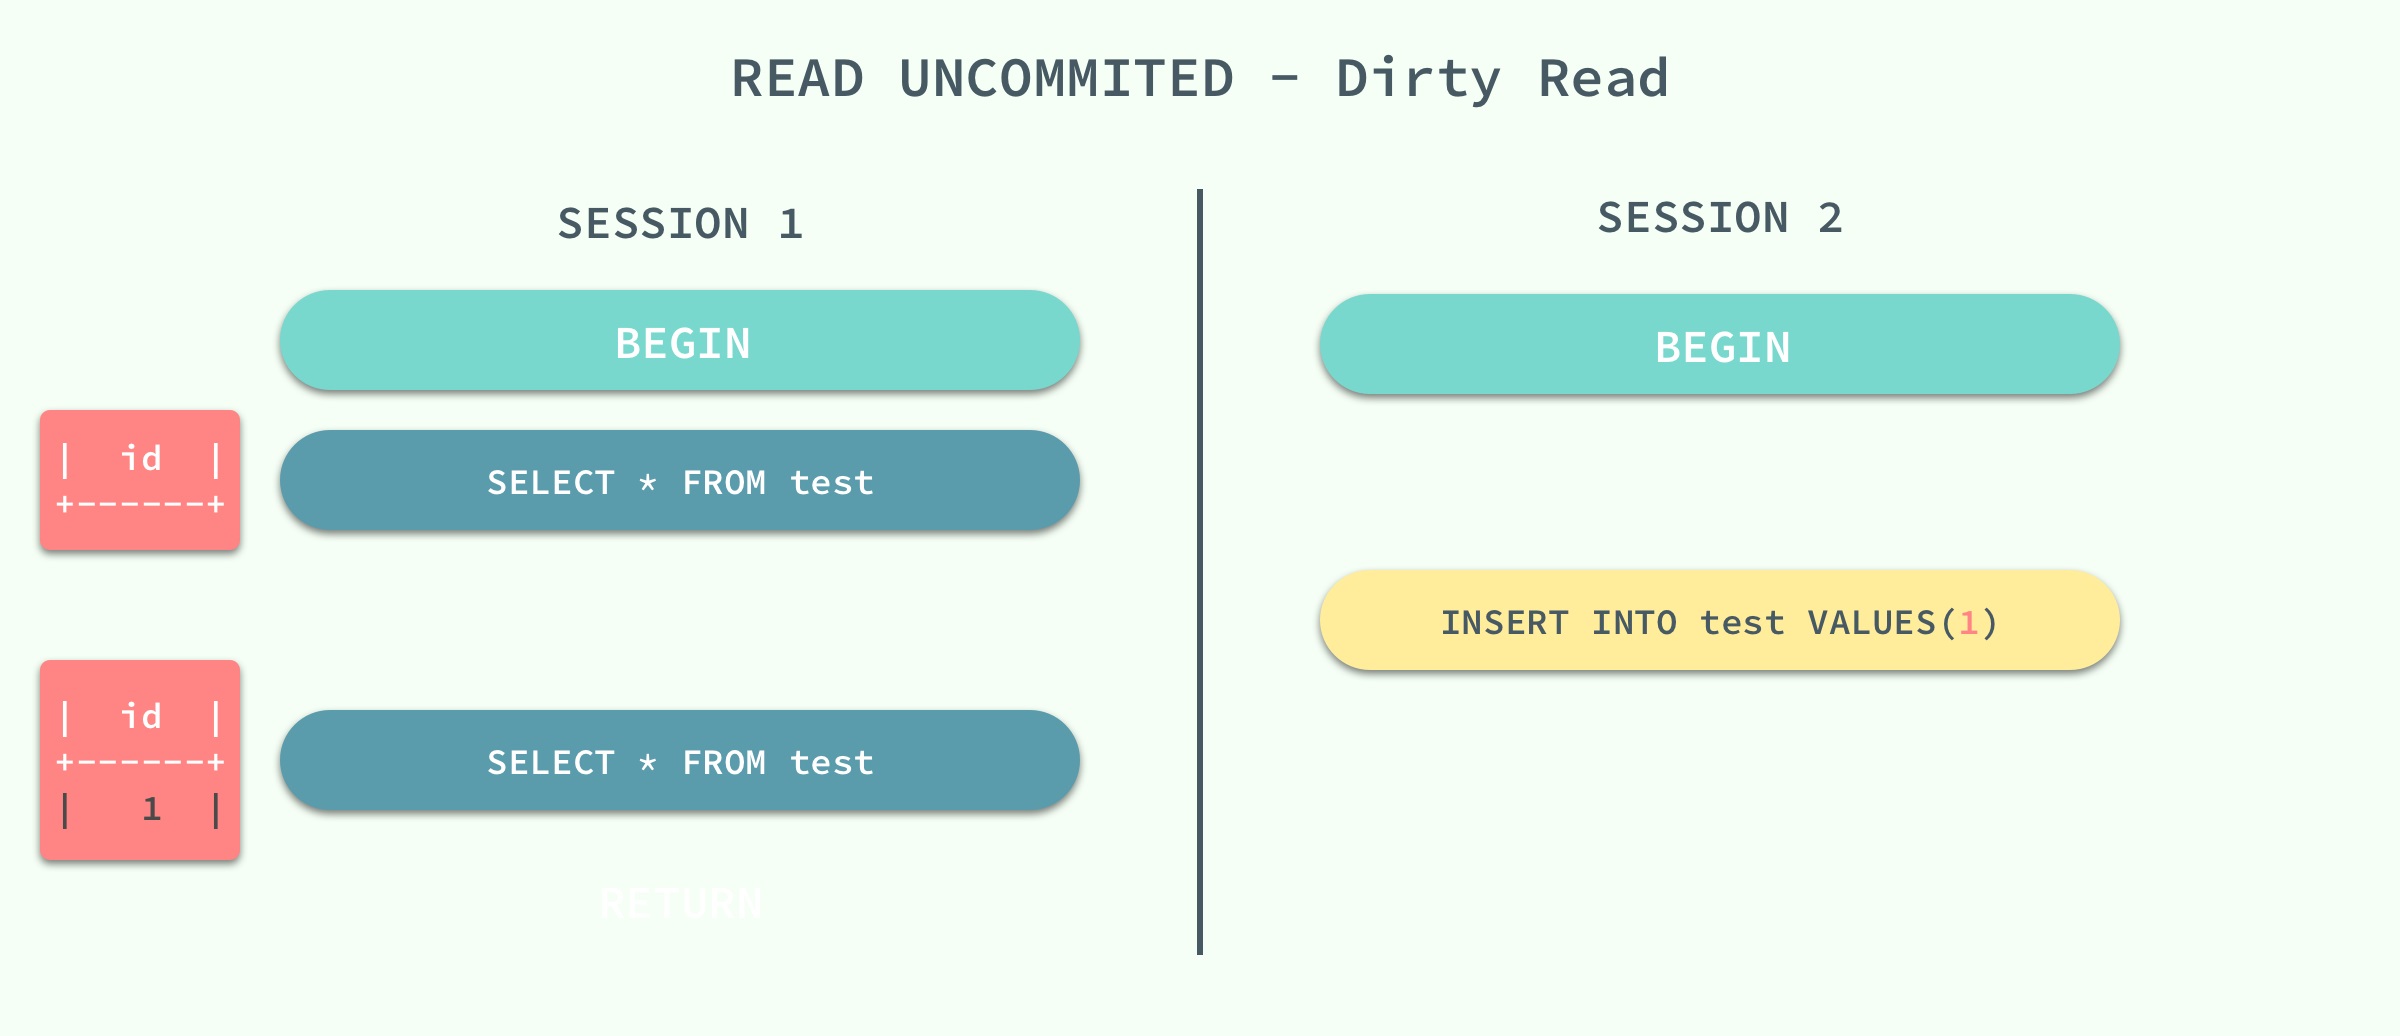 READ UNCOMMITED - Dirty Read
SESSION 1
BEGIN
| id |
+------+
SELECT * FROM test
| id |
+------+
| 1 |
SELECT * FROM test
RETURN
SESSION 2
BEGIN
INSERT INTO test VALUES(1)